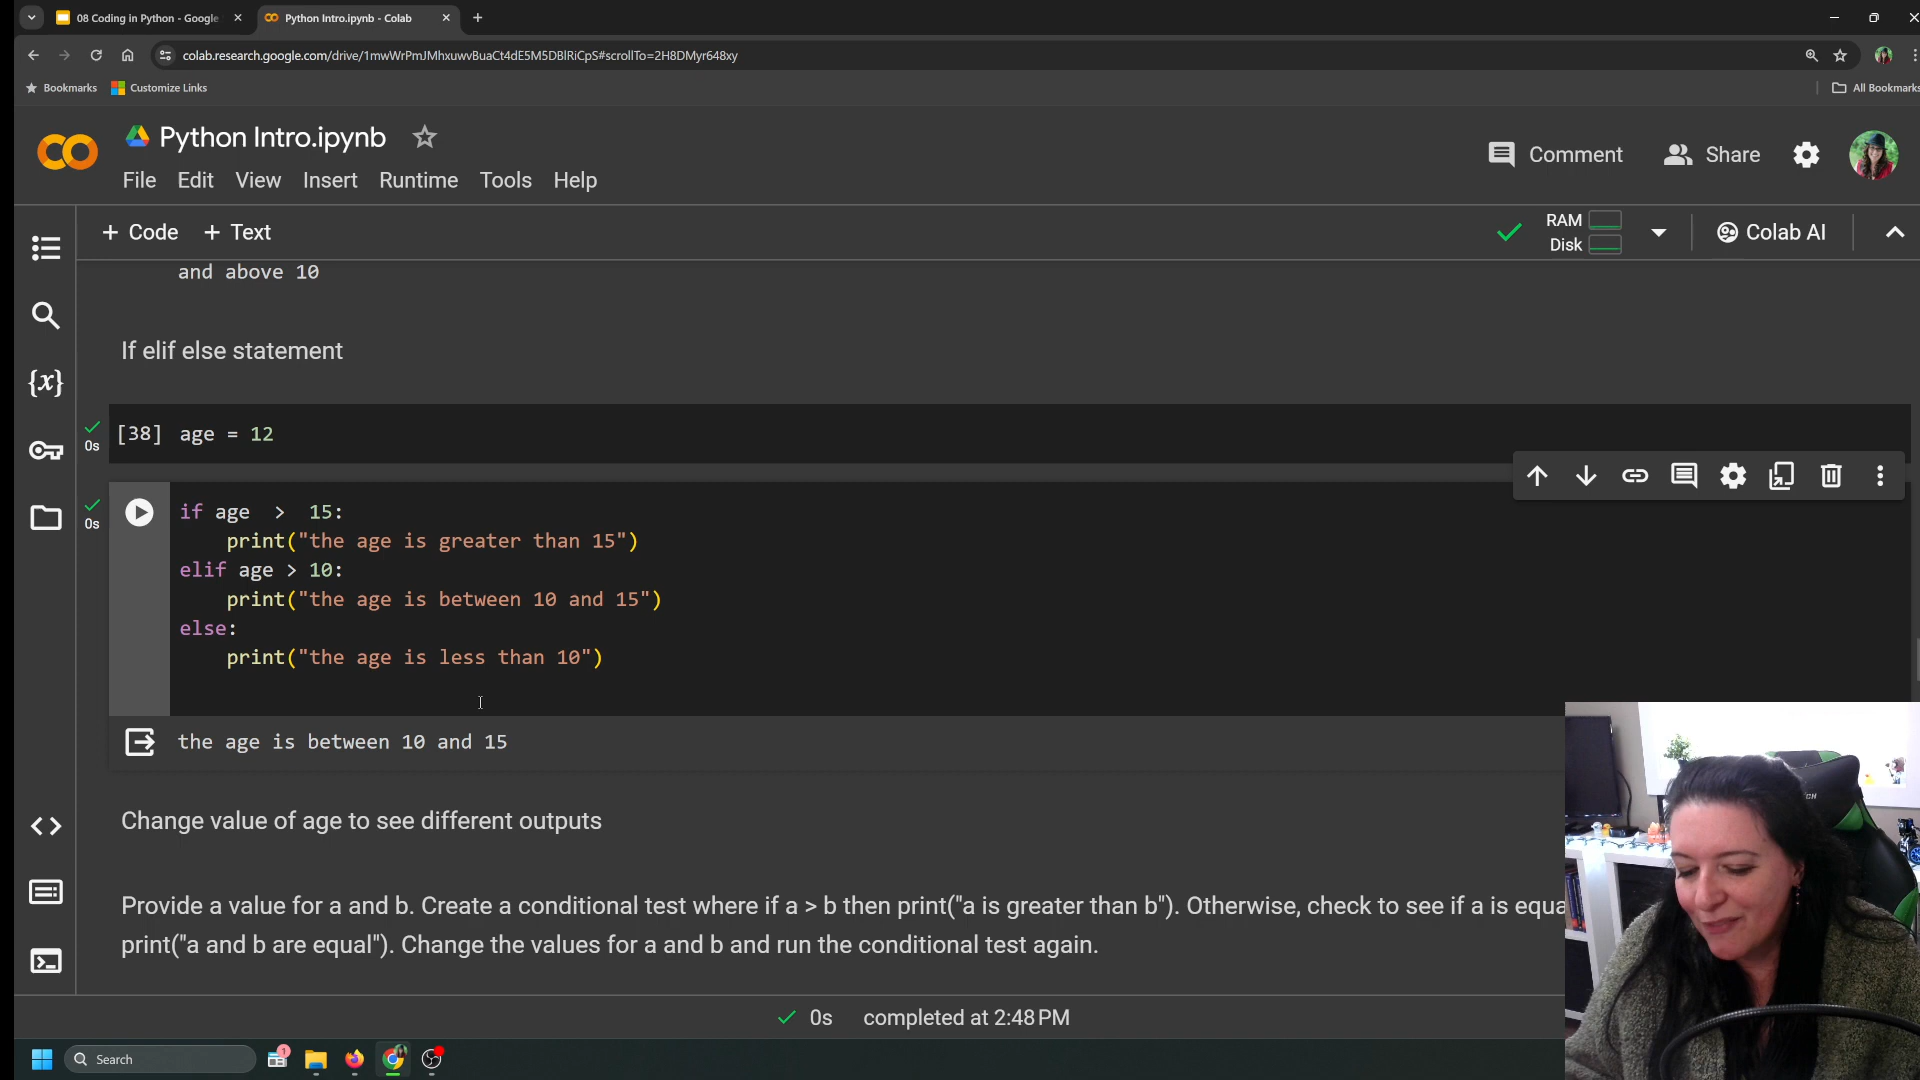 08 Coding in Python - Google
Python Intro.ipynb - Colab
colab.research.google.com/drive/1mwWrPmJMhxuwvBuaCt4dE5M5DBlRiCpS#scrollTo=2H8DMyr648xy
Bookmarks
Customize Links
All Bookmarks
Python Intro.ipynb
Comment
Share
File Edit View Insert Runtime Tools Help
+ Code + Text
RAM
Disk
Colab AI
and above 10
If elif else statement
{x}
0s
[38] age = 12
0s
if age > 15:
print("the age is greater than 15")
elif age > 10:
print("the age is between 10 and 15")
else:
print("the age is less than 10")
the age is between 10 and 15
Change value of age to see different outputs
Provide a value for a and b. Create a conditional test where if a > b then print("a is greater than b"). Otherwise, check to see if a is equa
print("a and b are equal"). Change the values for a and b and run the conditional test again.
0s completed at 2:48 PM
Search
1